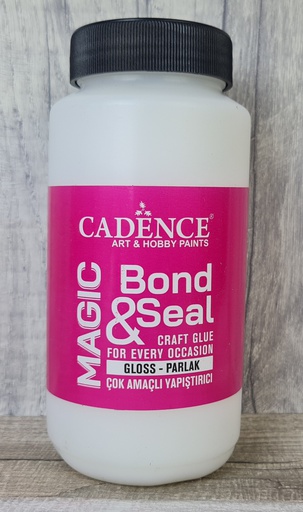 CADENCE®
ART & HOBBY PAINTS
MAGIC
Bond
&Seal
CRAFT GLUE
FOR EVERY OCCASION
GLOSS - PARLAK
ÇOK AMAÇLI YAPIŞTIRICI